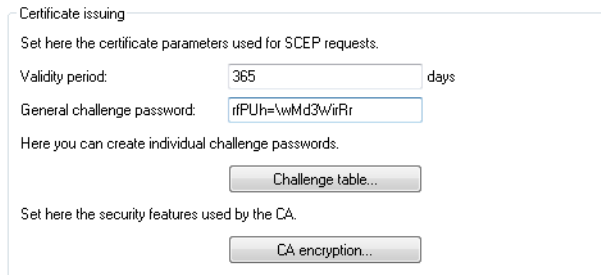 Certificate issuing
Set here the certificate parameters used for SCEP requests.
Validity period: 365 days
General challenge password: rfPUh=\wMd3WirRr
Here you can create individual challenge passwords.
Challenge table...
Set here the security features used by the CA.
CA encryption...